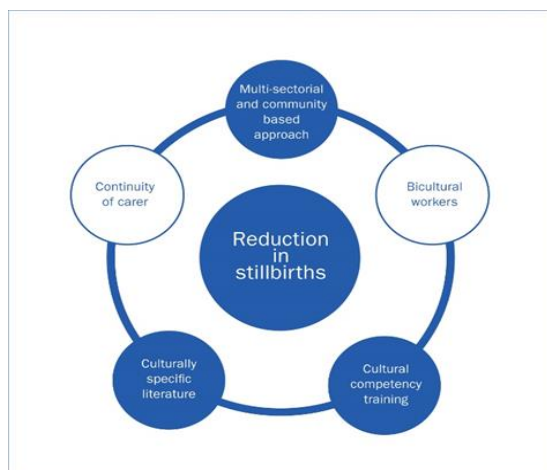 Multi-sectorial
and community
based
approach
Continuity
of carer
Bicultural
workers
Reduction
in
stillbirths
Culturally
specific
literature
Cultural
competency
training